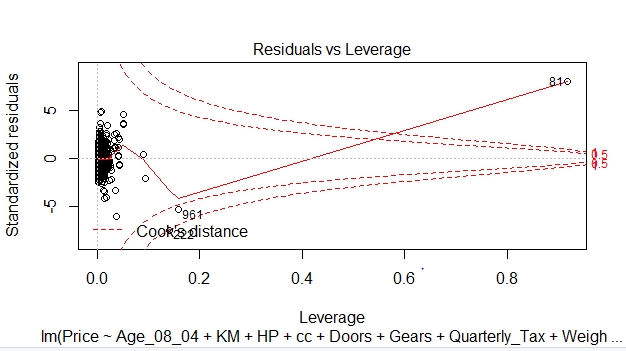 Residuals vs Leverage
Standardized residuals
5
0
-5
81
0.5
0.5
961
222
Cook's distance
0.0 0.2 0.4 0.6 0.8
Leverage
lm(Price ~ Age_08_04 + KM + HP + cc + Doors + Gears + Quarterly_Tax + Weigh ...